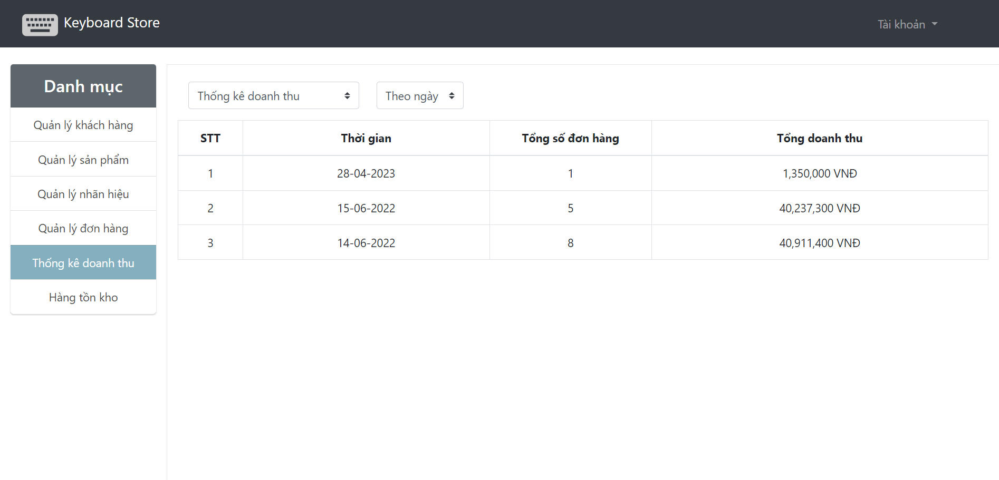 Keyboard Store
Tài khoản
Danh mục
Quản lý khách hàng
Quản lý sản phẩm
Quản lý nhãn hiệu
Quản lý đơn hàng
Thống kê doanh thu
Hàng tồn kho
Thống kê doanh thu Theo ngày
STT Thời gian Tổng số đơn hàng Tổng doanh thu
1 28-04-2023 1 1,350,000 VNĐ
2 15-06-2022 5 40,237,300 VNĐ
3 14-06-2022 8 40,911,400 VNĐ